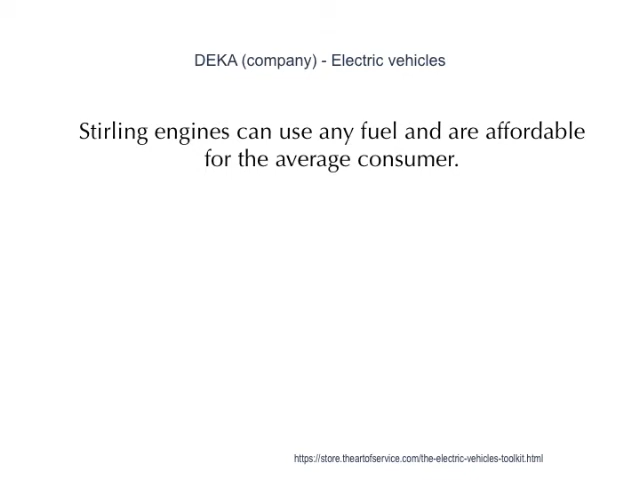 DEKA (company) - Electric vehicles
Stirling engines can use any fuel and are affordable
for the average consumer.
https://store.theartofservice.com/the-electric-vehicles-toolkit.html